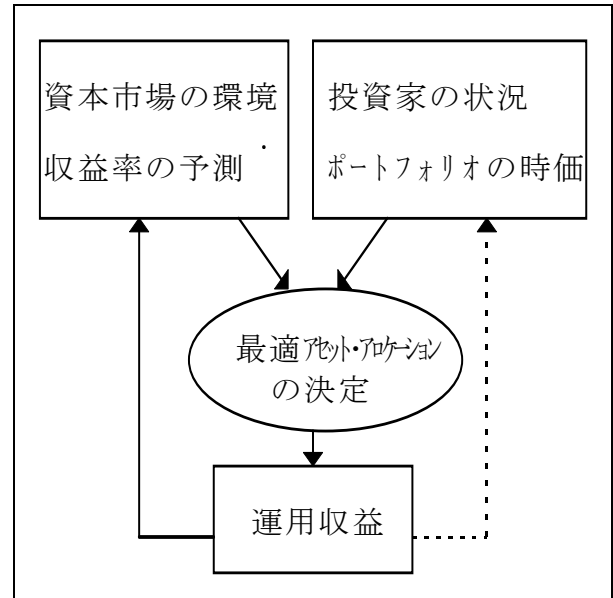 資本市場の環境
収益率の予測
投資家の状況
ポートフォリオの時価
最適アセット・アロケーション
の決定
運用収益